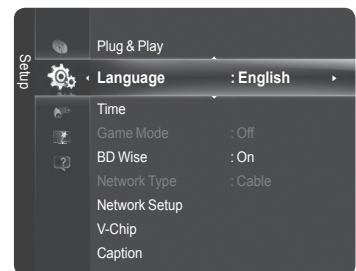 Setup
Plug & Play
Language : English
Time
Game Mode : Off
BD Wise : On
Network Type : Cable
Network Setup
V-Chip
Caption